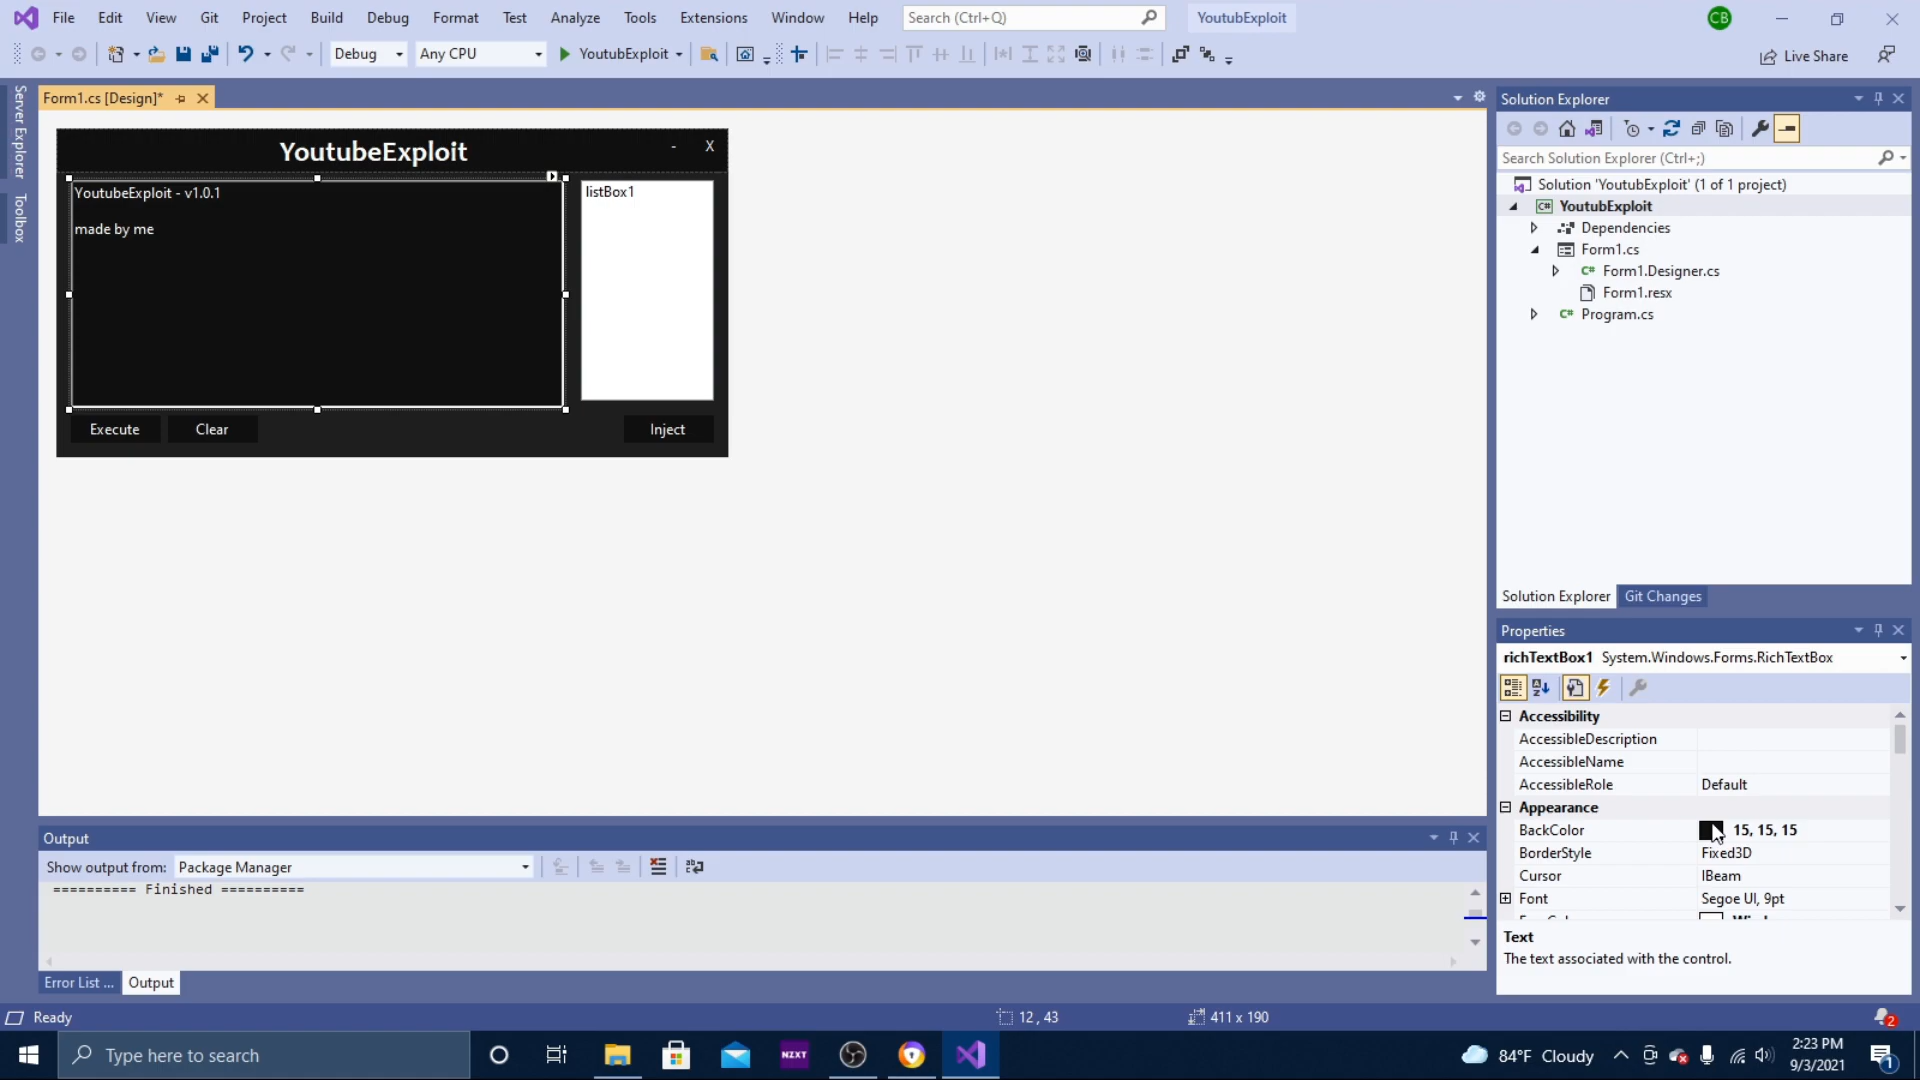 File Edit View Git Project Build Debug Format Test Analyze Tools Extensions Window Help Search (Ctrl+Q) YoutubExploit CB
Debug Any CPU YoutubExploit Live Share
Server Explorer
Toolbox
Form1.cs [Design]*
YoutubeExploit - X
YoutubeExploit - v1.0.1
made by me
listBox1
Execute Clear Inject
Solution Explorer
Search Solution Explorer (Ctrl+;)
Solution 'YoutubExploit' (1 of 1 project)
C# YoutubExploit
Dependencies
Form1.cs
C# Form1.Designer.cs
Form1.resx
C# Program.cs
Solution Explorer Git Changes
Properties
richTextBox1 System.Windows.Forms.RichTextBox
Accessibility
AccessibleDescription
AccessibleName
AccessibleRole Default
Appearance
BackColor 15, 15, 15
BorderStyle Fixed3D
Cursor IBeam
Font Segoe UI, 9pt
Text
The text associated with the control.
Output
Show output from: Package Manager
========== Finished ==========
Error List ... Output
Ready 12, 43 411 x 190 2
Type here to search NZXT 84°F Cloudy 2:23 PM
9/3/2021 1